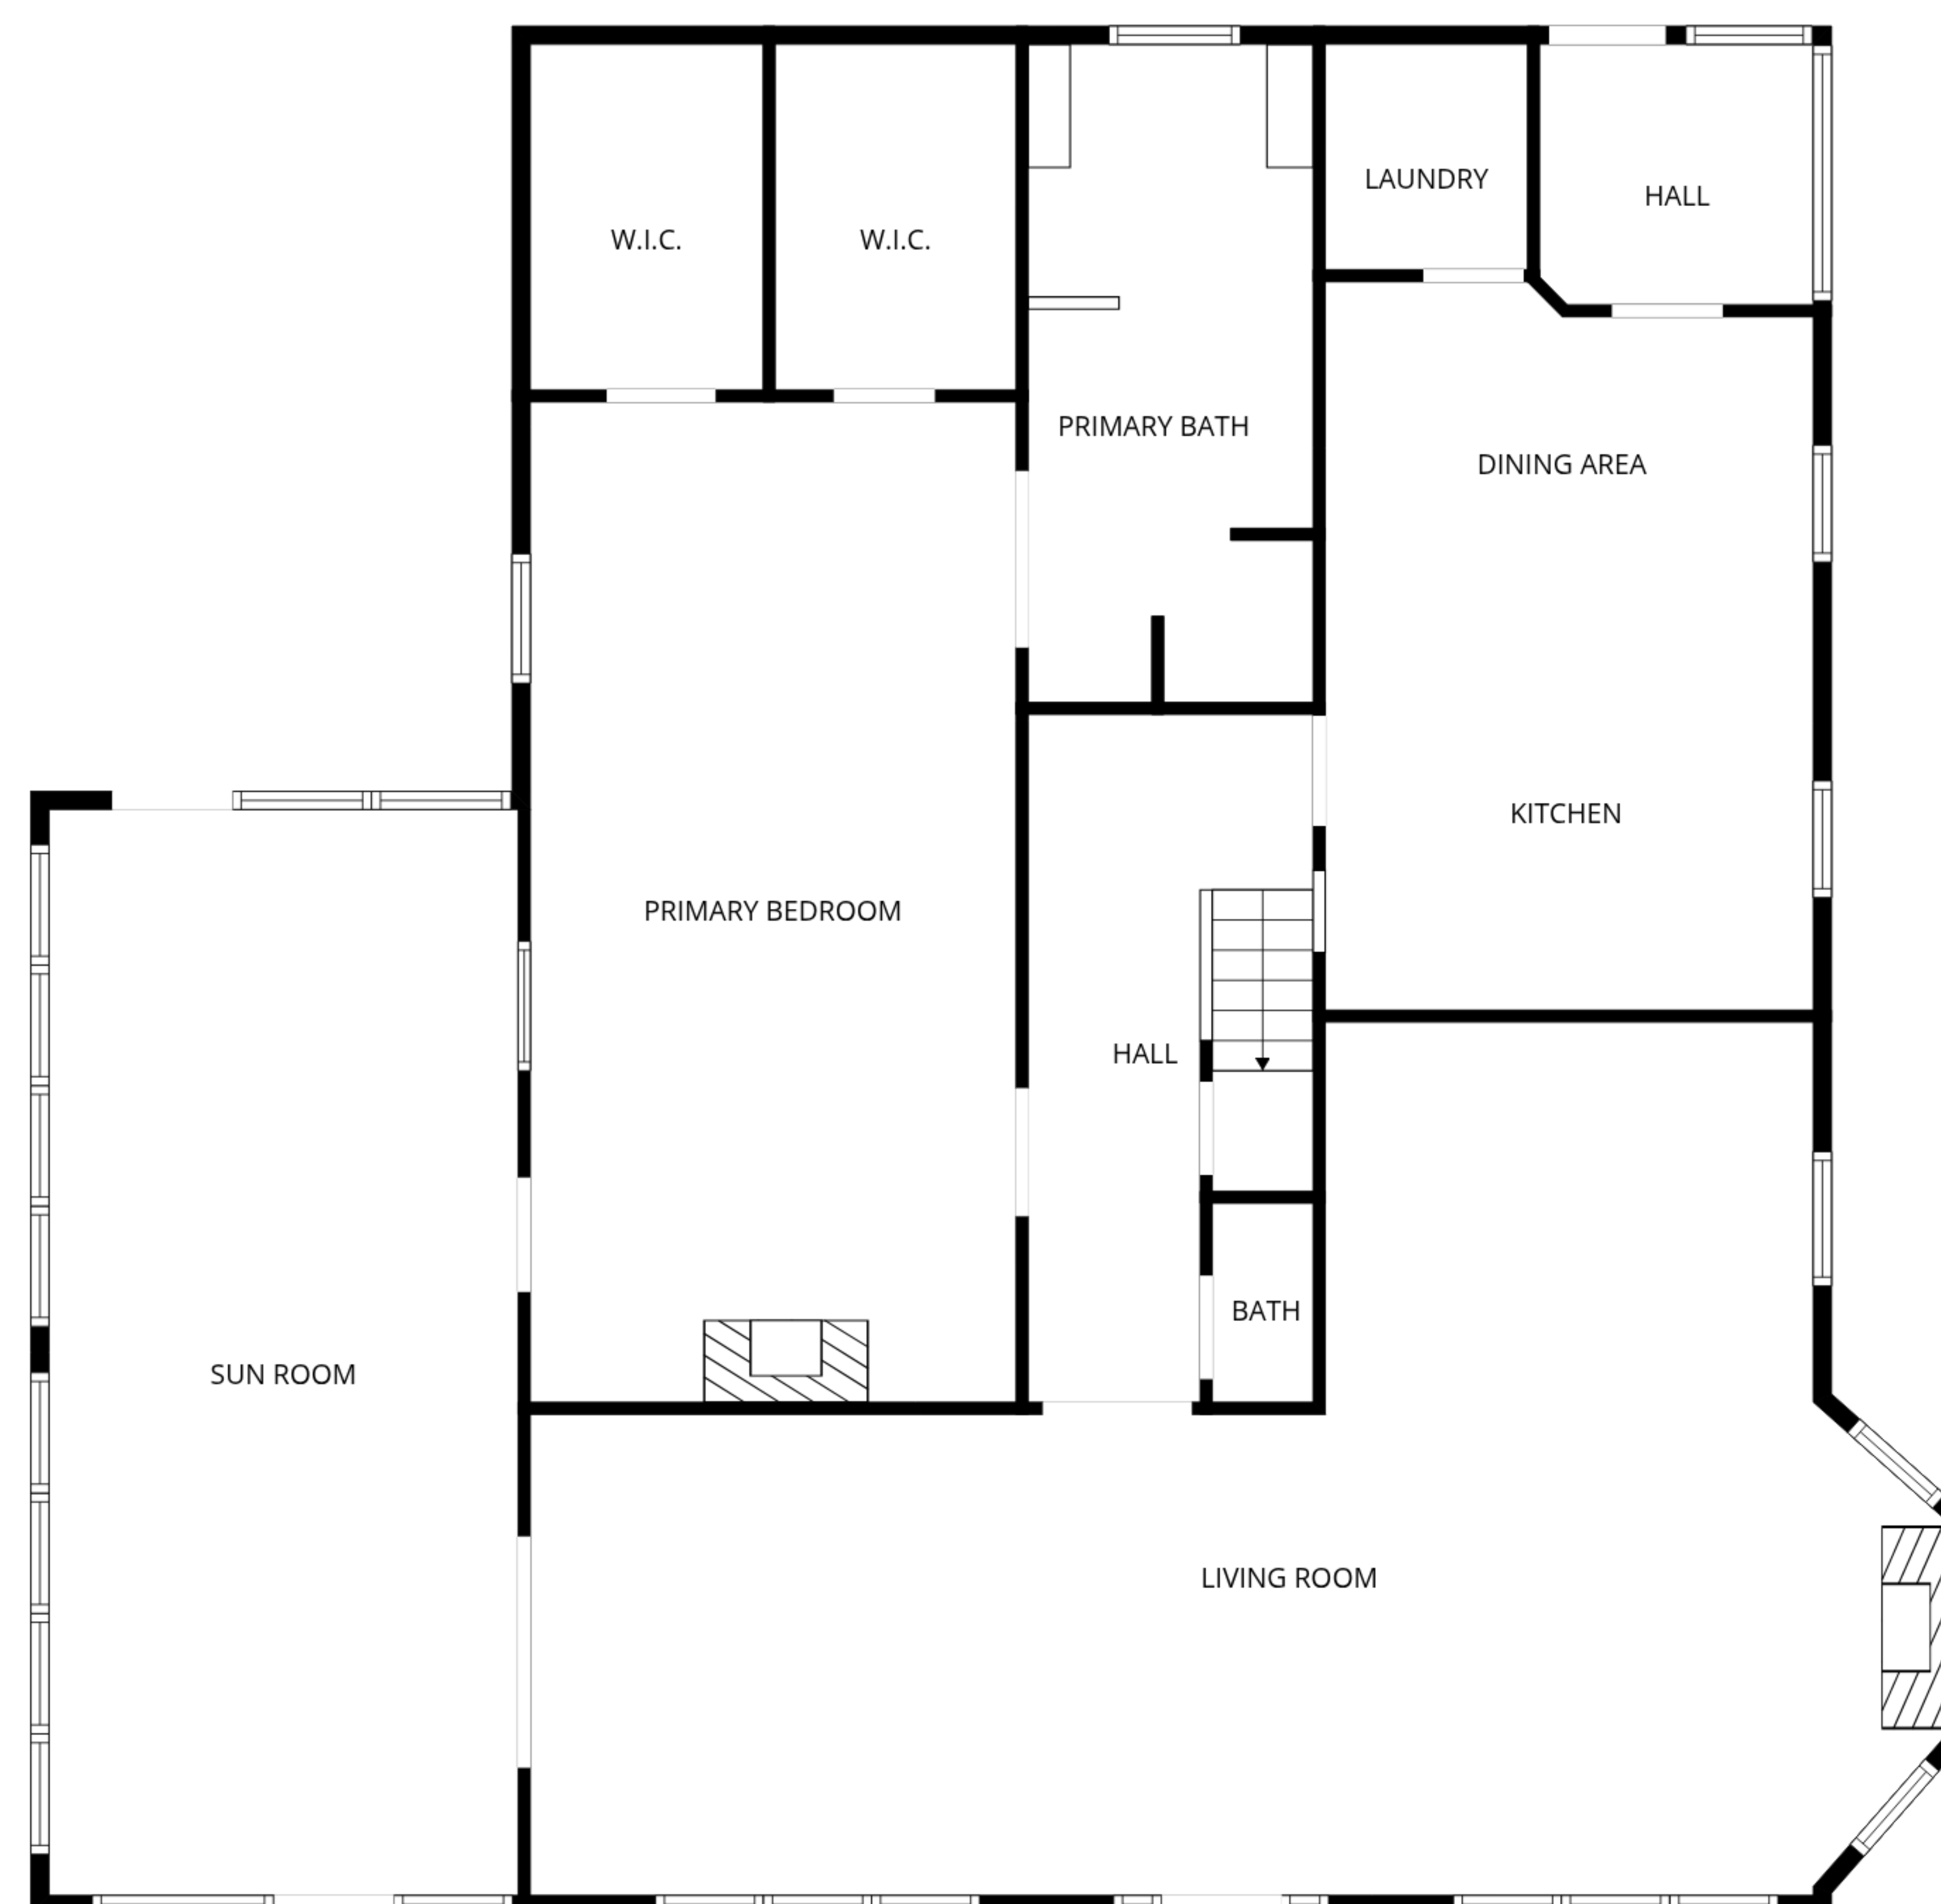 LAUNDRY
HALL
W.I.C.
W.I.C.
PRIMARY BATH
DINING AREA
KITCHEN
PRIMARY BEDROOM
HALL
BATH
SUN ROOM
LIVING ROOM